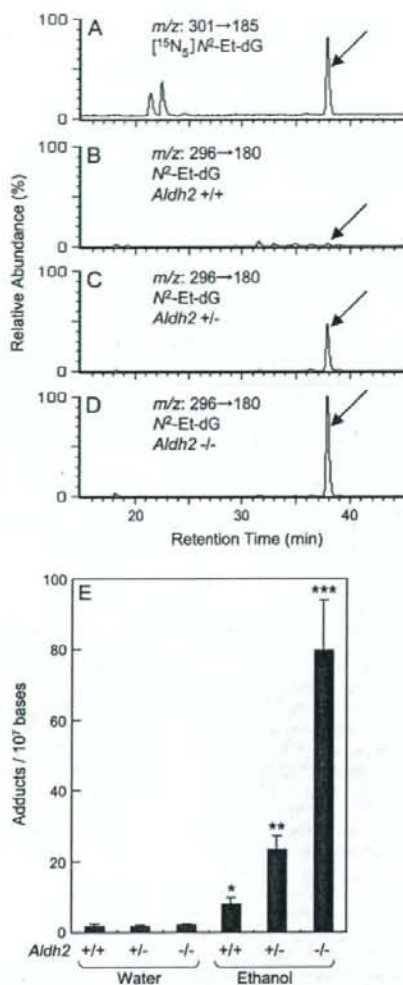 A
m/z: 301→185
[¹⁵N₅]N²-Et-dG
100
0
B
m/z: 296→180
N²-Et-dG
Aldh2 +/+
100
0
C
m/z: 296→180
N²-Et-dG
Aldh2 +/-
100
0
D
m/z: 296→180
N²-Et-dG
Aldh2 -/-
100
0
Relative Abundance (%)
20 30 40
Retention Time (min)
E
***
**
*
100
80
60
40
20
0
Adducts / 10⁷ bases
Aldh2 +/+ +/- -/- +/+ +/- -/-
Water Ethanol